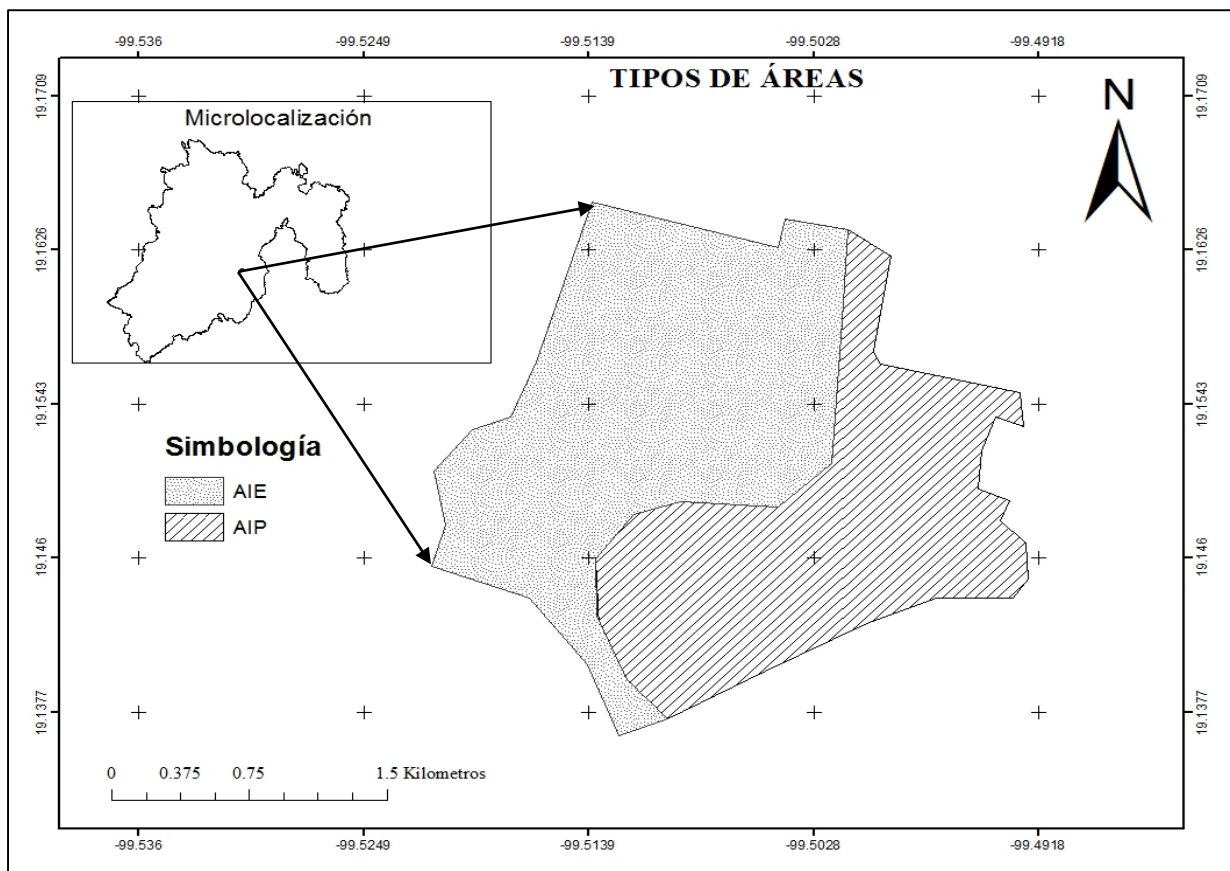 -99.536 -99.5249 -99.5139 -99.5028 -99.4918
TIPOS DE ÁREAS
N
Microlocalización
19.1709 19.1709
19.1626 19.1626
19.1543 19.1543
Simbología
AIE
AIP
19.146 19.146
19.1377 19.1377
0 0.375 0.75 1.5 Kilometros
-99.536 -99.5249 -99.5139 -99.5028 -99.4918